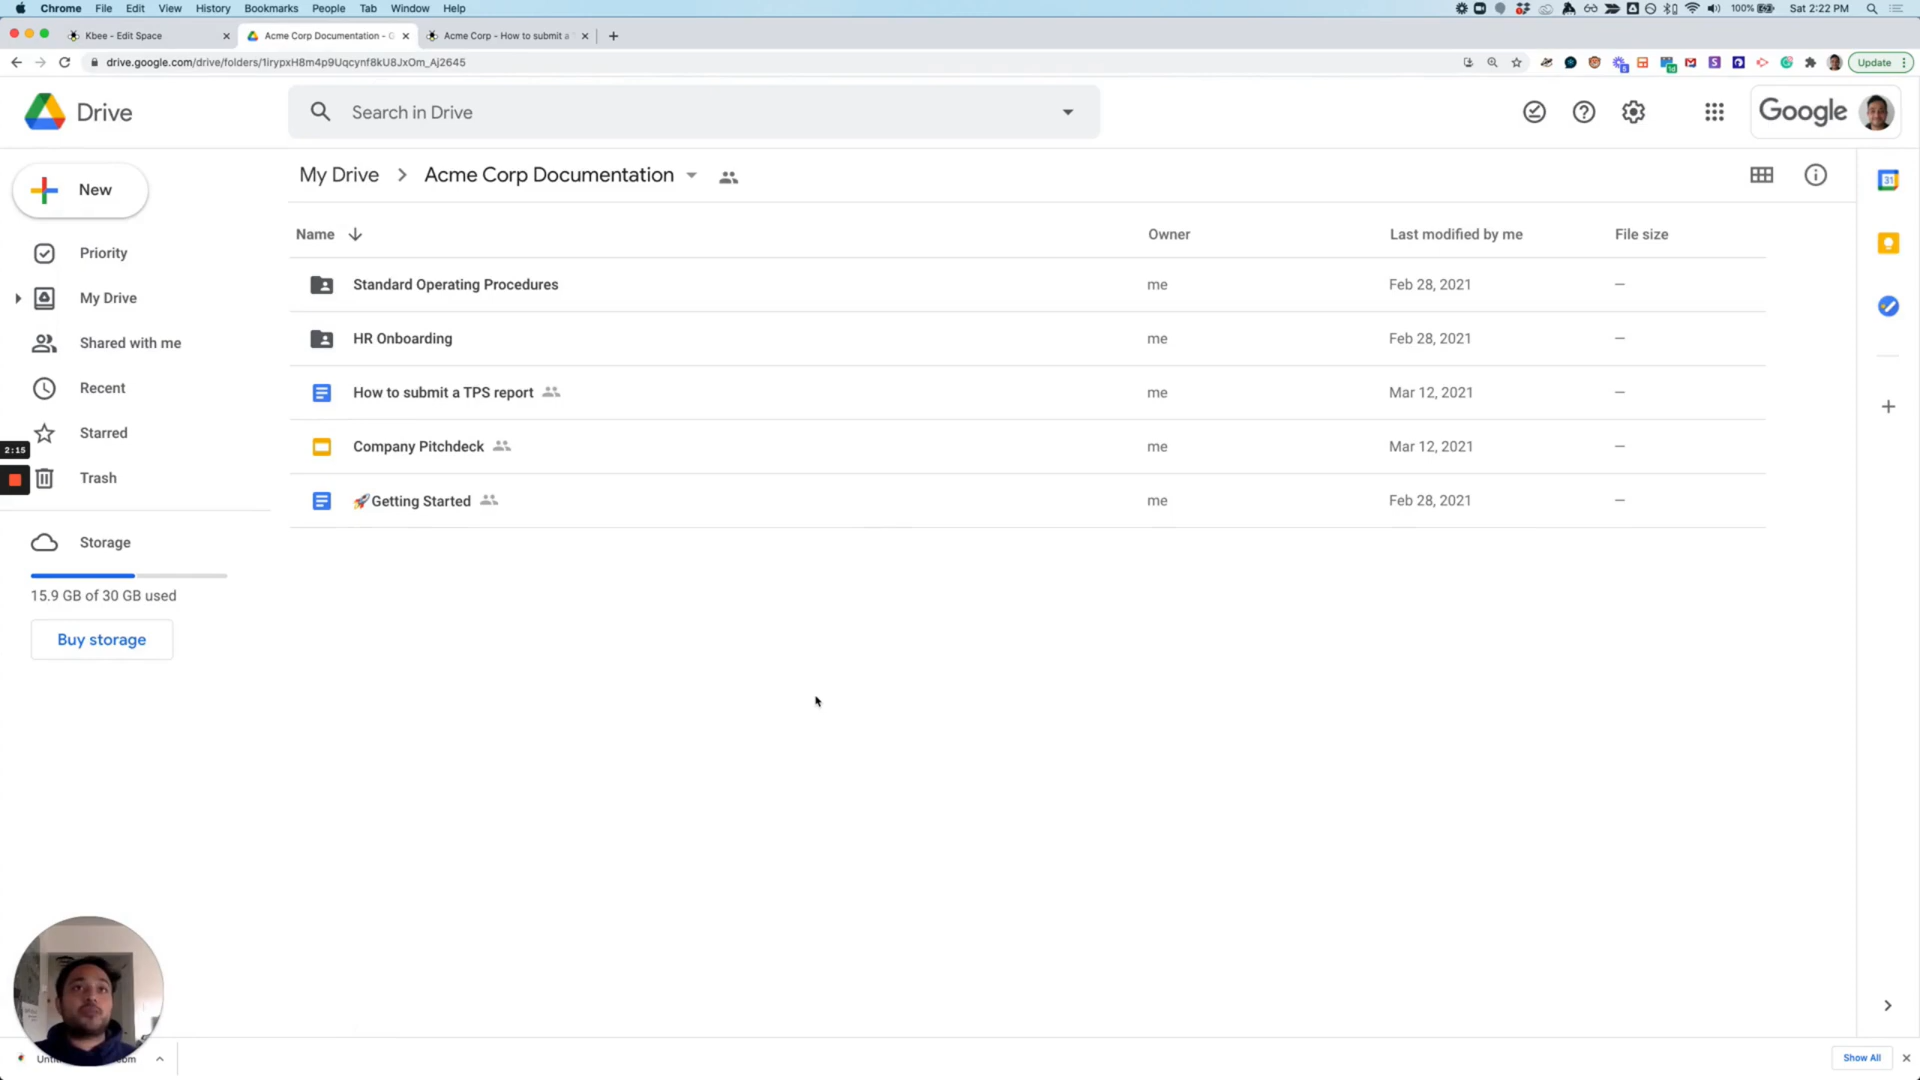 Chrome File Edit View History Bookmarks People Tab Window Help 100% Sat 2:22 PM
Kbee - Edit Space Acme Corp Documentation - G Acme Corp - How to submit a
drive.google.com/drive/folders/1irypxH8m4p9Uqcynf8kU8JxOm_Aj2645 Update
Drive Search in Drive Google
New My Drive Acme Corp Documentation
Name Owner Last modified by me File size
Priority
Standard Operating Procedures me Feb 28, 2021 —
My Drive
HR Onboarding me Feb 28, 2021 —
Shared with me
Recent
How to submit a TPS report me Mar 12, 2021 —
Starred
Company Pitchdeck me Mar 12, 2021 —
2:15
Trash
🚀Getting Started me Feb 28, 2021 —
Storage
15.9 GB of 30 GB used
Buy storage
Show All